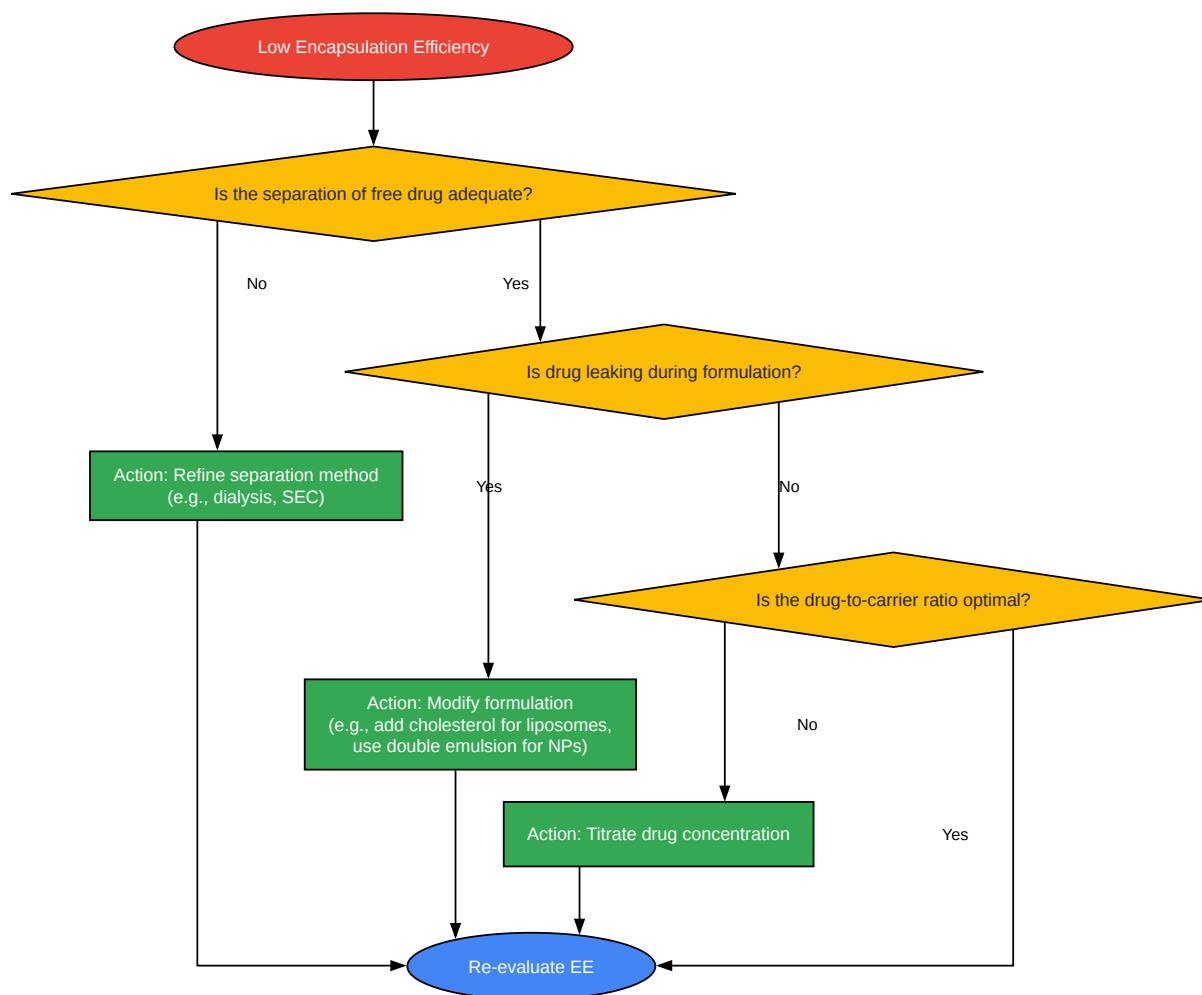 Low Encapsulation Efficiency
Is the separation of free drug adequate?
No
Yes
Is drug leaking during formulation?
Action: Refine separation method
(e.g., dialysis, SEC)
Yes
No
Is the drug-to-carrier ratio optimal?
Action: Modify formulation
(e.g., add cholesterol for liposomes,
use double emulsion for NPs)
No
Action: Titrate drug concentration
Yes
Re-evaluate EE